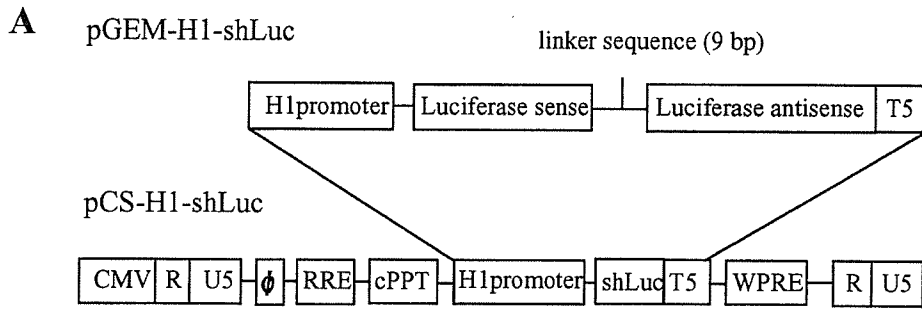 A
pGEM-H1-shLuc
linker sequence (9 bp)
H1promoter Luciferase sense Luciferase antisense T5
pCS-H1-shLuc
CMV R U5 ϕ RRE cPPT H1promoter shLuc T5 WPRE R U5